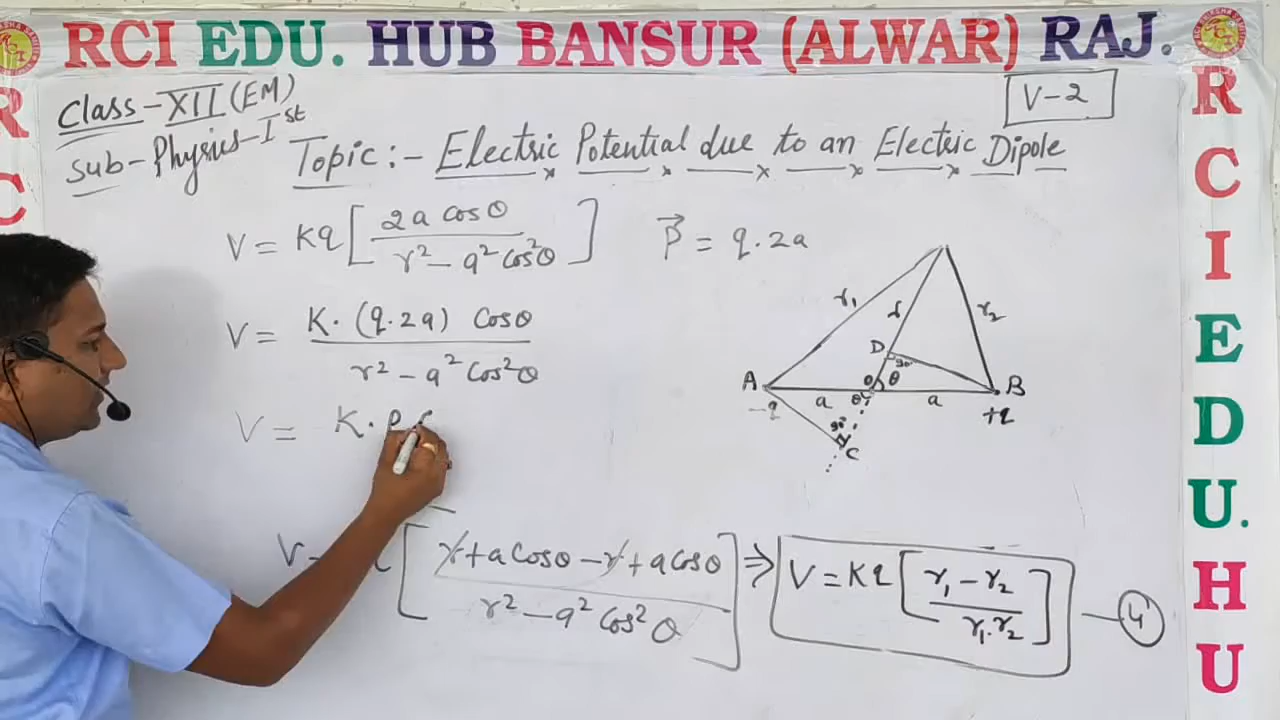 RCI EDU. HUB BANSUR (ALWAR) RAJ.
Class-XII (EM)
V-2
Sub-Physics-Ist
Topic:- Electric Potential due to an Electric Dipole
V = Kq [ 2a Cosθ / r² - a² Cos²θ ]
P⃗ = q.2a
V = K. (q.2a) Cosθ / r² - a² Cos²θ
V = K. P
r₁
r
r₂
D
90°
A
O
θ
B
-q
a
θ
a
+q
90°
C
[ r + a Cosθ - r + a Cosθ / r² - a² Cos²θ ] ⇒ V = Kq [ r₁ - r₂ / r₁.r₂ ] — 4
R
C
R
C
I
E
D
U.
H
U